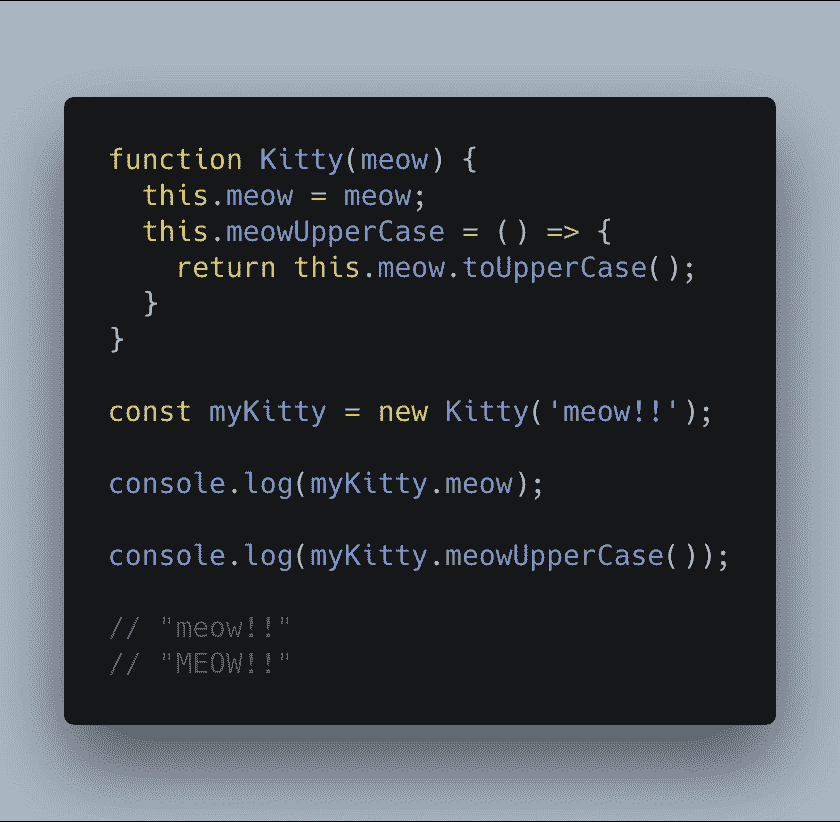 function Kitty(meow) {
  this.meow = meow;
  this.meowUpperCase = () => {
    return this.meow.toUpperCase();
  }
}
const myKitty = new Kitty('meow!!');
console.log(myKitty.meow);
console.log(myKitty.meowUpperCase());
// "meow!!"
// "MEOW!!"